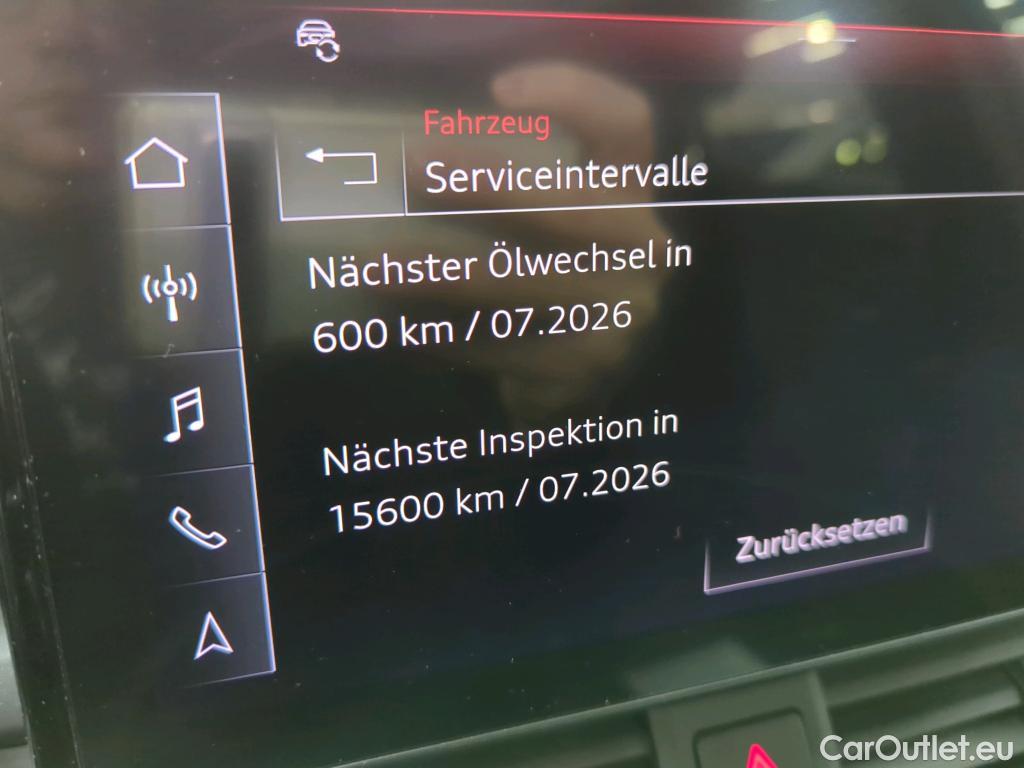 Fahrzeug
Serviceintervalle
Nächster Ölwechsel in
600 km / 07.2026
Nächste Inspektion in
15600 km / 07.2026
Zurücksetzen
CarOutlet.eu